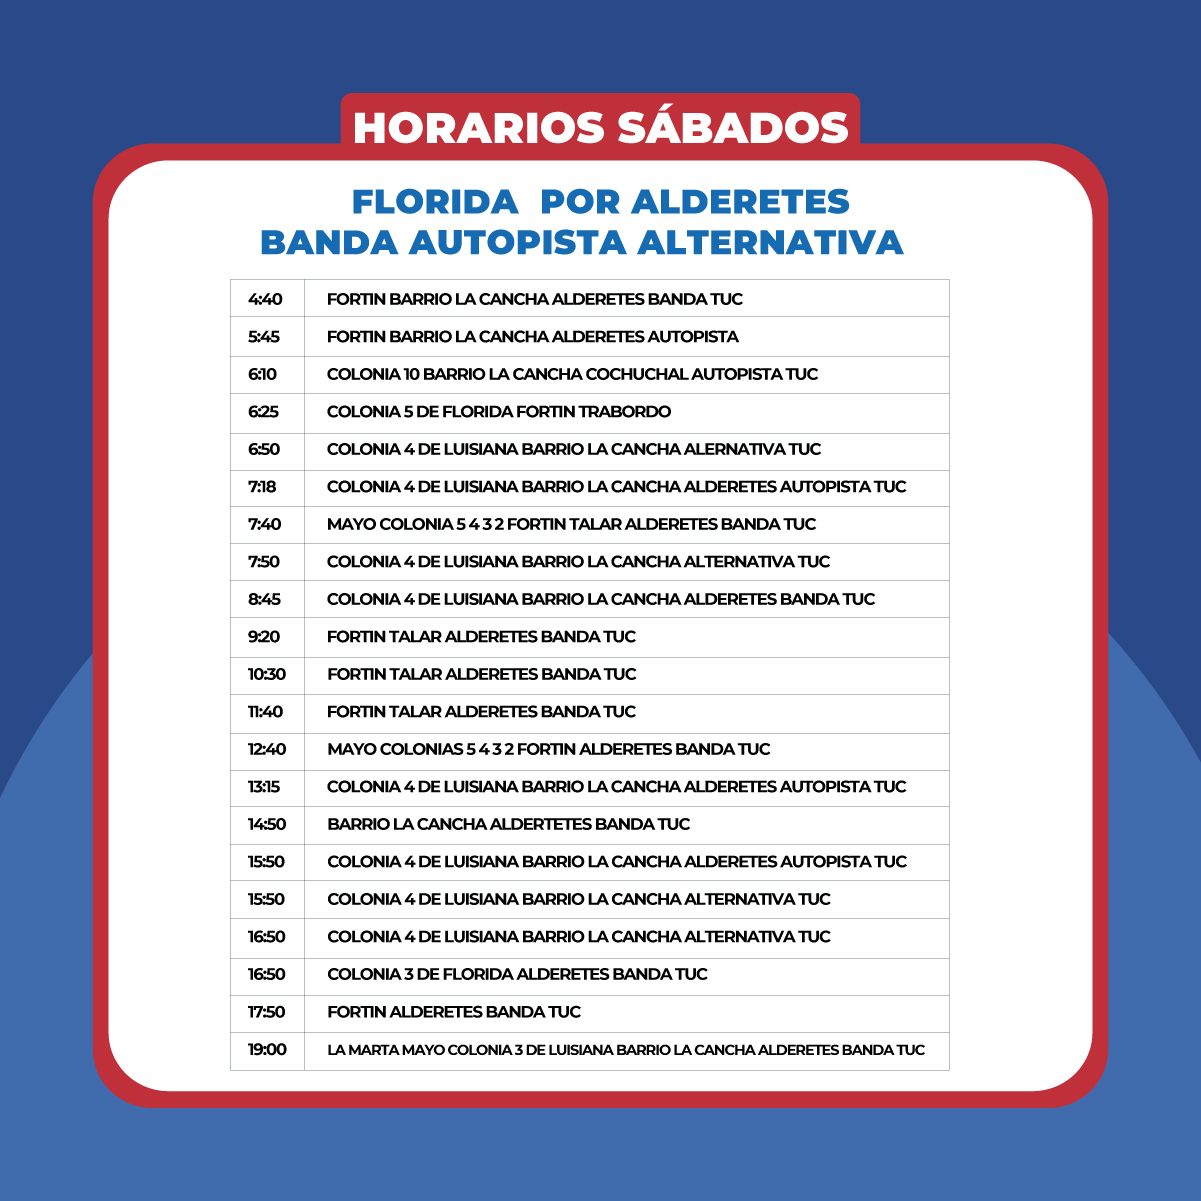 HORARIOS SÁBADOS
FLORIDA POR ALDERETES
BANDA AUTOPISTA ALTERNATIVA
4:40 FORTIN BARRIO LA CANCHA ALDERETES BANDA TUC
5:45 FORTIN BARRIO LA CANCHA ALDERETES AUTOPISTA
6:10 COLONIA 10 BARRIO LA CANCHA COCHUCHAL AUTOPISTA TUC
6:25 COLONIA 5 DE FLORIDA FORTIN TRABORDO
6:50 COLONIA 4 DE LUISIANA BARRIO LA CANCHA ALERNATIVA TUC
7:18 COLONIA 4 DE LUISIANA BARRIO LA CANCHA ALDERETES AUTOPISTA TUC
7:40 MAYO COLONIA 5 4 3 2 FORTIN TALAR ALDERETES BANDA TUC
7:50 COLONIA 4 DE LUISIANA BARRIO LA CANCHA ALTERNATIVA TUC
8:45 COLONIA 4 DE LUISIANA BARRIO LA CANCHA ALDERETES BANDA TUC
9:20 FORTIN TALAR ALDERETES BANDA TUC
10:30 FORTIN TALAR ALDERETES BANDA TUC
11:40 FORTIN TALAR ALDERETES BANDA TUC
12:40 MAYO COLONIAS 5 4 3 2 FORTIN ALDERETES BANDA TUC
13:15 COLONIA 4 DE LUISIANA BARRIO LA CANCHA ALDERETES AUTOPISTA TUC
14:50 BARRIO LA CANCHA ALDERTETES BANDA TUC
15:50 COLONIA 4 DE LUISIANA BARRIO LA CANCHA ALDERETES AUTOPISTA TUC
15:50 COLONIA 4 DE LUISIANA BARRIO LA CANCHA ALTERNATIVA TUC
16:50 COLONIA 4 DE LUISIANA BARRIO LA CANCHA ALTERNATIVA TUC
16:50 COLONIA 3 DE FLORIDA ALDERETES BANDA TUC
17:50 FORTIN ALDERETES BANDA TUC
19:00 LA MARTA MAYO COLONIA 3 DE LUISIANA BARRIO LA CANCHA ALDERETES BANDA TUC